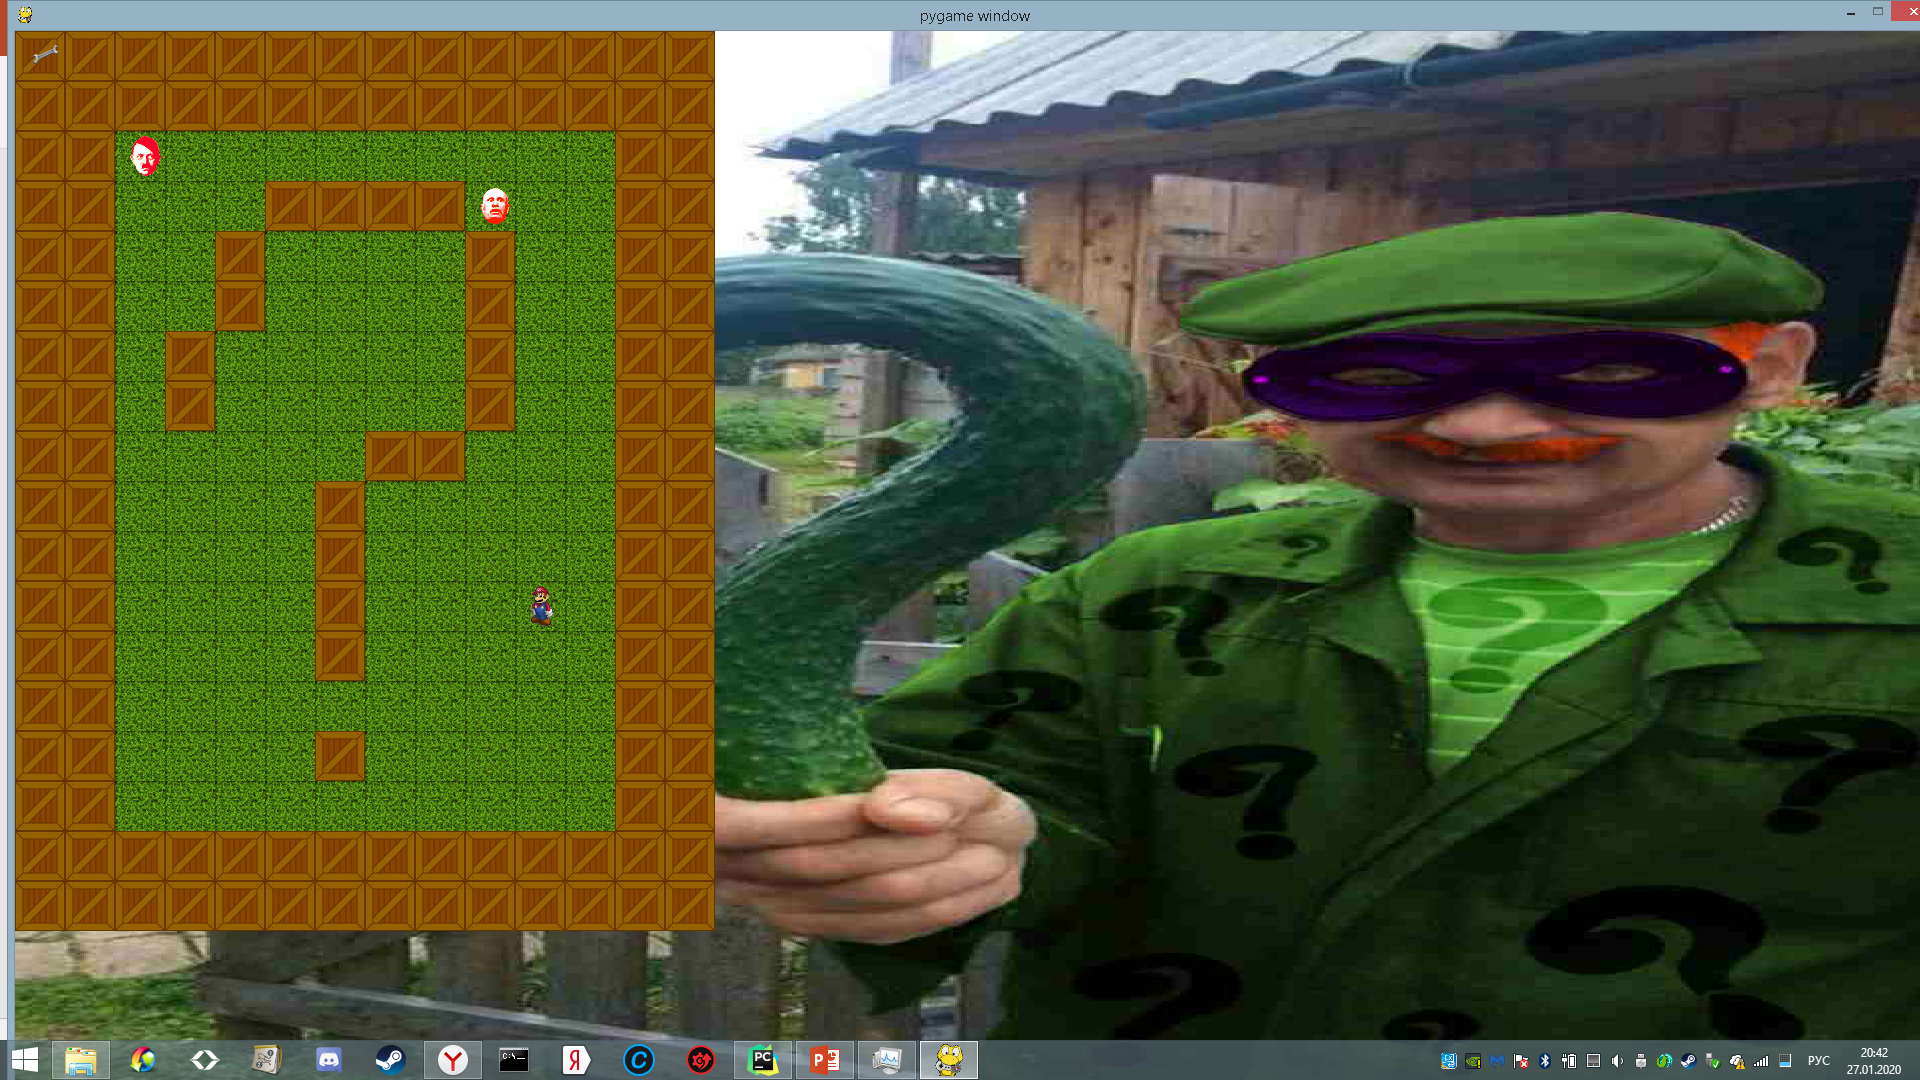 pygame window
C:\_
Y
Я
C
PC
P
РУС
20:42
27.01.2020
? ? ? ? ? ? ? ? ? ?